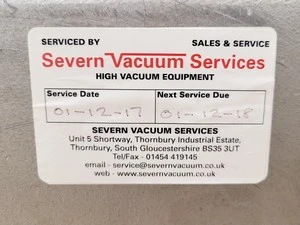 SERVICED BY SALES & SERVICE
Severn Vacuum Services
HIGH VACUUM EQUIPMENT
Service Date Next Service Due
01-12-17 01-12-18
SEVERN VACUUM SERVICES
Unit 5 Shortway, Thornbury Industrial Estate,
Thornbury, South Gloucestershire BS35 3UT
Tel/Fax - 01454 419145
email - service@severnvacuum.co.uk
web - www.severnvacuum.co.uk